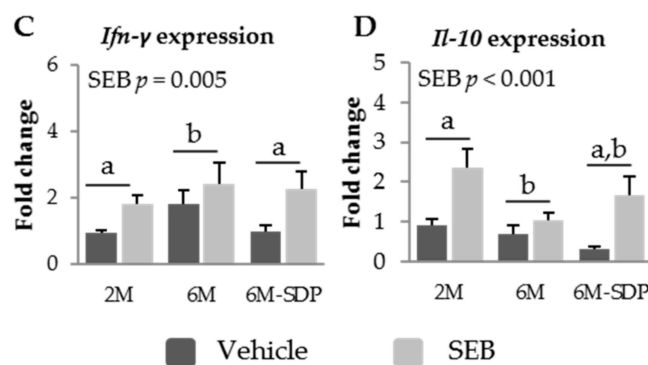 C Ifn-γ expression
SEB p = 0.005
Fold change
6
4
2
0
a
b
a
2M 6M 6M-SDP
D Il-10 expression
SEB p < 0.001
Fold change
5
4
3
2
1
0
a
b
a,b
2M 6M 6M-SDP
Vehicle SEB